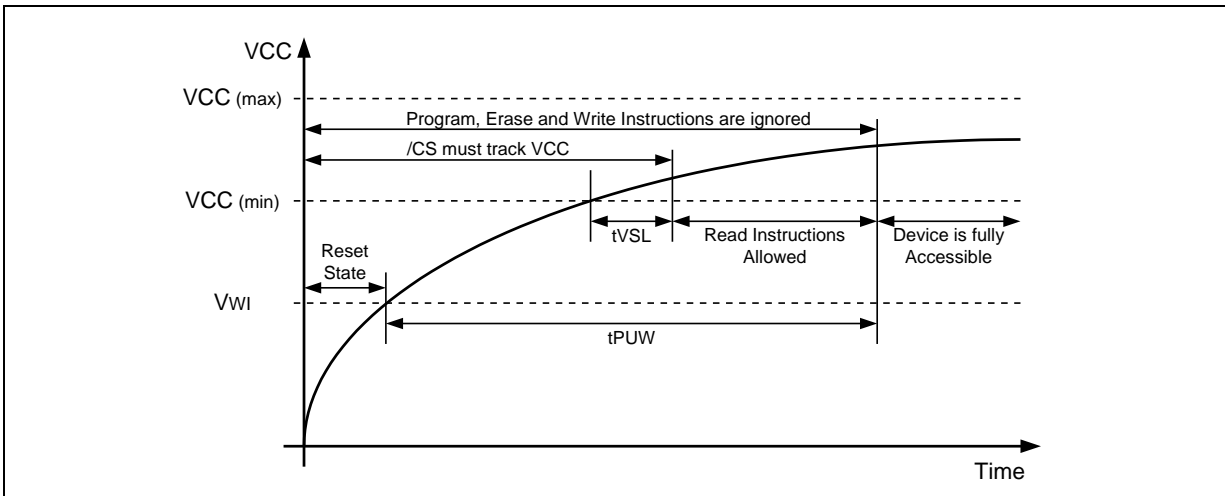 VCC
VCC (max)
Program, Erase and Write Instructions are ignored
/CS must track VCC
VCC (min)
tVSL
Read Instructions
Allowed
Device is fully
Accessible
Reset
State
VWI
tPUW
Time